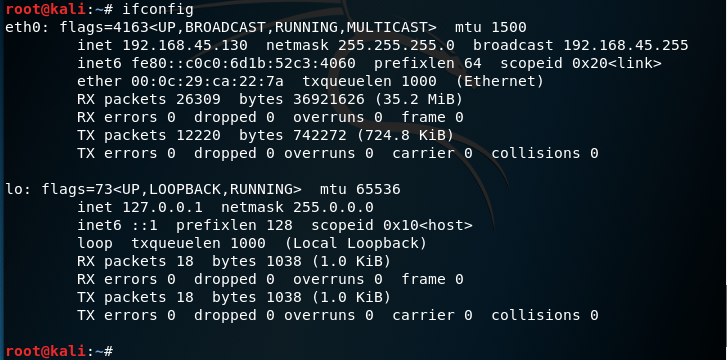 root@kali:~# ifconfig
eth0: flags=4163<UP,BROADCAST,RUNNING,MULTICAST>  mtu 1500
        inet 192.168.45.130  netmask 255.255.255.0  broadcast 192.168.45.255
        inet6 fe80::c0c0:6d1b:52c3:4060  prefixlen 64  scopeid 0x20<link>
        ether 00:0c:29:ca:22:7a  txqueuelen 1000  (Ethernet)
        RX packets 26309  bytes 36921626 (35.2 MiB)
        RX errors 0  dropped 0  overruns 0  frame 0
        TX packets 12220  bytes 742272 (724.8 KiB)
        TX errors 0  dropped 0 overruns 0  carrier 0  collisions 0

lo: flags=73<UP,LOOPBACK,RUNNING>  mtu 65536
        inet 127.0.0.1  netmask 255.0.0.0
        inet6 ::1  prefixlen 128  scopeid 0x10<host>
        loop  txqueuelen 1000  (Local Loopback)
        RX packets 18  bytes 1038 (1.0 KiB)
        RX errors 0  dropped 0  overruns 0  frame 0
        TX packets 18  bytes 1038 (1.0 KiB)
        TX errors 0  dropped 0 overruns 0  carrier 0  collisions 0

root@kali:~#